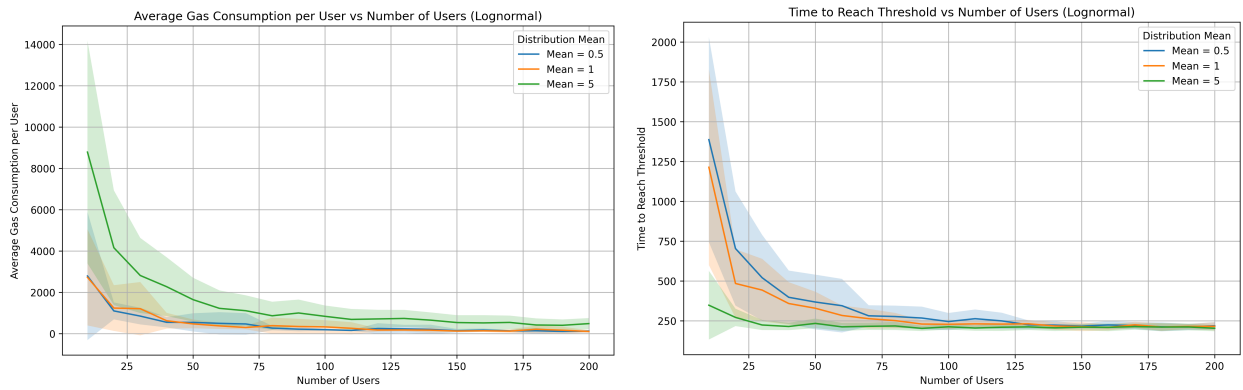 Average Gas Consumption per User vs Number of Users (Lognormal)
Average Gas Consumption per User
14000
12000
10000
8000
6000
4000
2000
0
Distribution Mean
Mean = 0.5
Mean = 1
Mean = 5
25
50
75
100
125
150
175
200
Number of Users
Time to Reach Threshold vs Number of Users (Lognormal)
Time to Reach Threshold
2000
1750
1500
1250
1000
750
500
250
Distribution Mean
Mean = 0.5
Mean = 1
Mean = 5
25
50
75
100
125
150
175
200
Number of Users